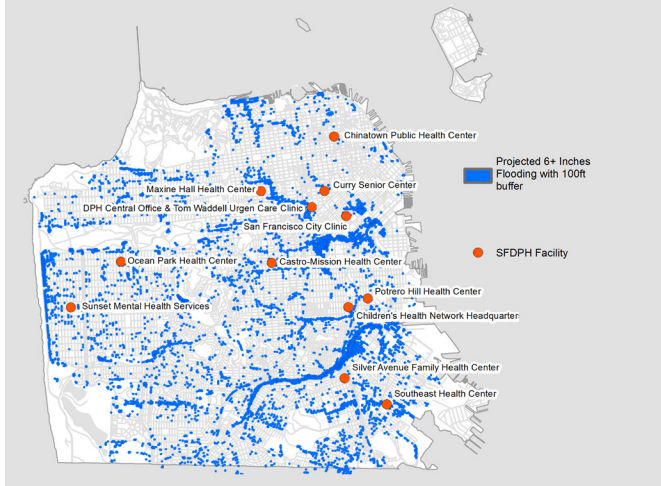 Chinatown Public Health Center
Projected 6+ Inches
Flooding with 100ft
buffer
Maxine Hall Health Center
Curry Senior Center
DPH Central Office & Tom Waddell Urgen Care Clinic
San Francisco City Clinic
SFDPH Facility
Ocean Park Health Center
Castro-Mission Health Center
Potrero Hill Health Center
Sunset Mental Health Services
Children's Health Network Headquarter
Silver Avenue Family Health Center
Southeast Health Center